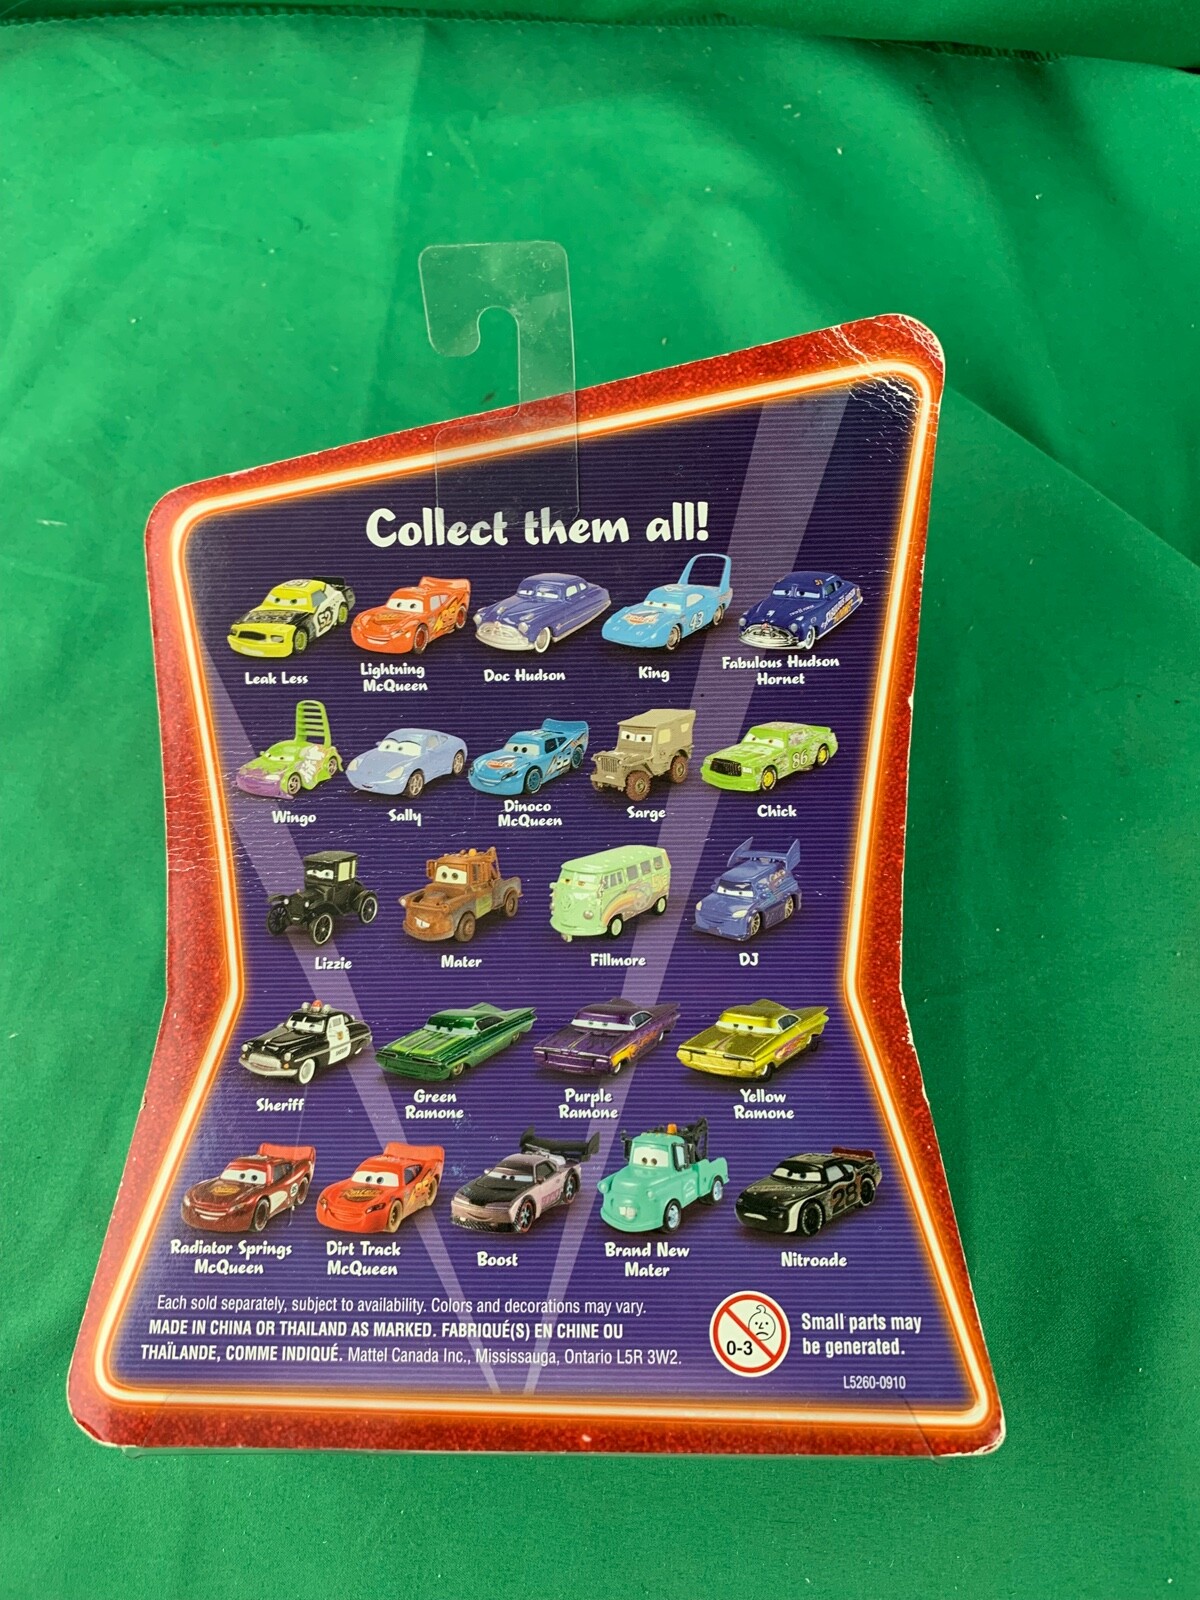 Collect them all!
Leak Less
Lightning
McQueen
Doc Hudson
King
Fabulous Hudson
Hornet
Wingo
Sally
Dinoco
McQueen
Sarge
Chick
Lizzie
Mater
Fillmore
DJ
Sheriff
Green
Ramone
Purple
Ramone
Yellow
Ramone
Radiator Springs
McQueen
Dirt Track
McQueen
Boost
Brand New
Mater
Nitroade
Each sold separately, subject to availability. Colors and decorations may vary.
MADE IN CHINA OR THAILAND AS MARKED. FABRIQUÉ(S) EN CHINE OU
THAÏLANDE, COMME INDIQUÉ. Mattel Canada Inc., Mississauga, Ontario L5R 3W2.
0-3
Small parts may
be generated.
L5260-0910
52
43
86
28